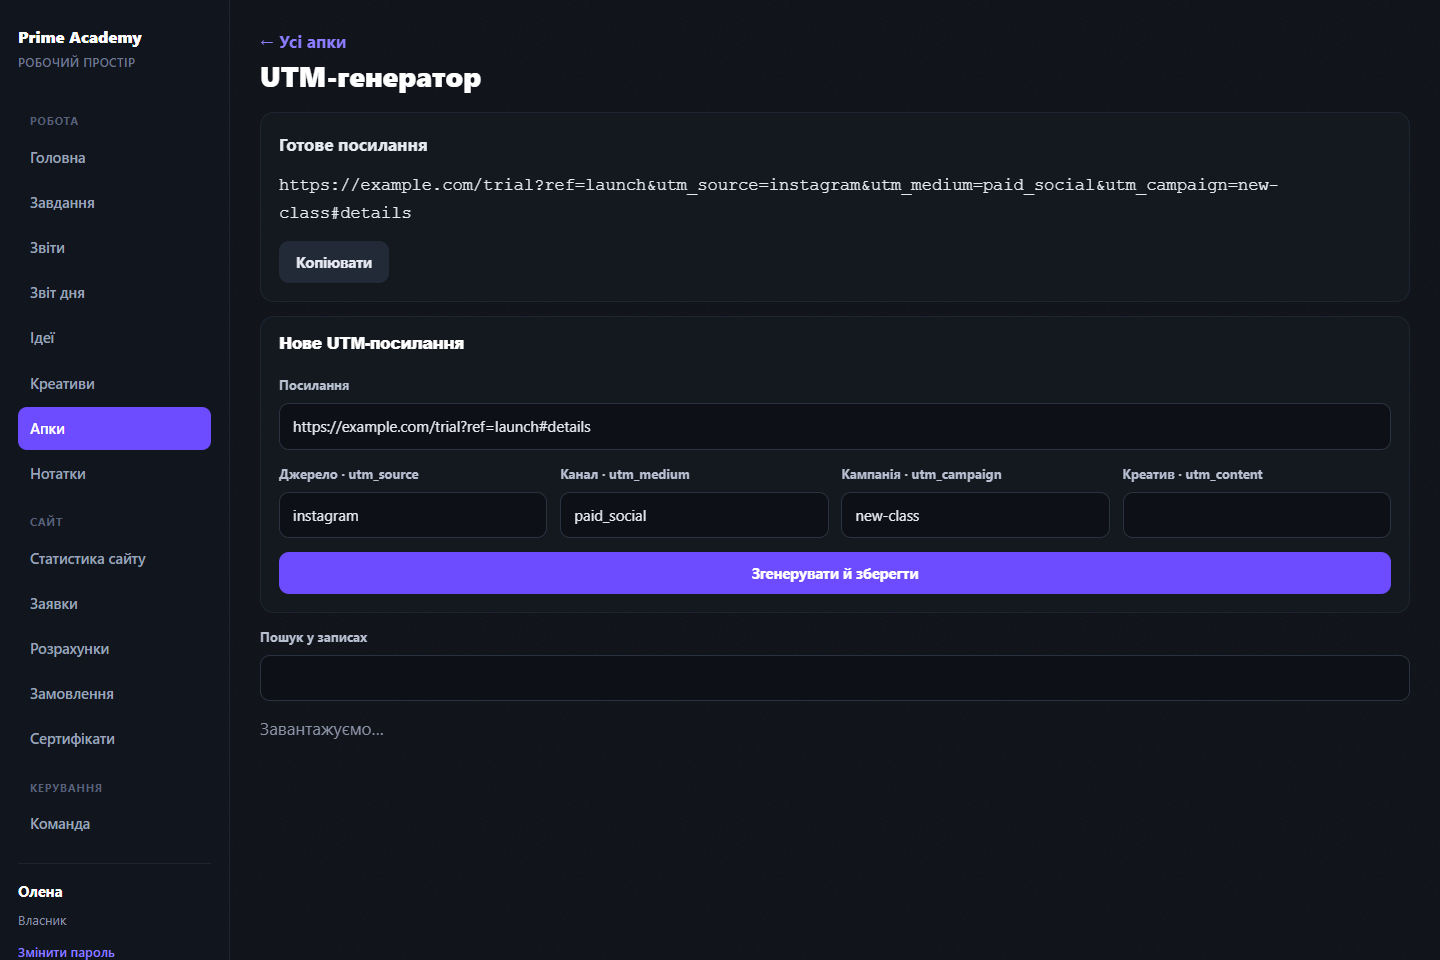 Prime Academy
РОБОЧИЙ ПРОСТІР
РОБОТА
Головна
Завдання
Звіти
Звіт дня
Ідеї
Креативи
Апки
Нотатки
САЙТ
Статистика сайту
Заявки
Розрахунки
Замовлення
Сертифікати
КЕРУВАННЯ
Команда
Олена
Власник
Змінити пароль
← Усі апки
UTM-генератор
Готове посилання
https://example.com/trial?ref=launch&utm_source=instagram&utm_medium=paid_social&utm_campaign=new-
class#details
Копіювати
Нове UTM-посилання
Посилання
https://example.com/trial?ref=launch#details
Джерело · utm_source
Канал · utm_medium
Кампанія · utm_campaign
Креатив · utm_content
instagram
paid_social
new-class
Згенерувати й зберегти
Пошук у записах
Завантажуємо...